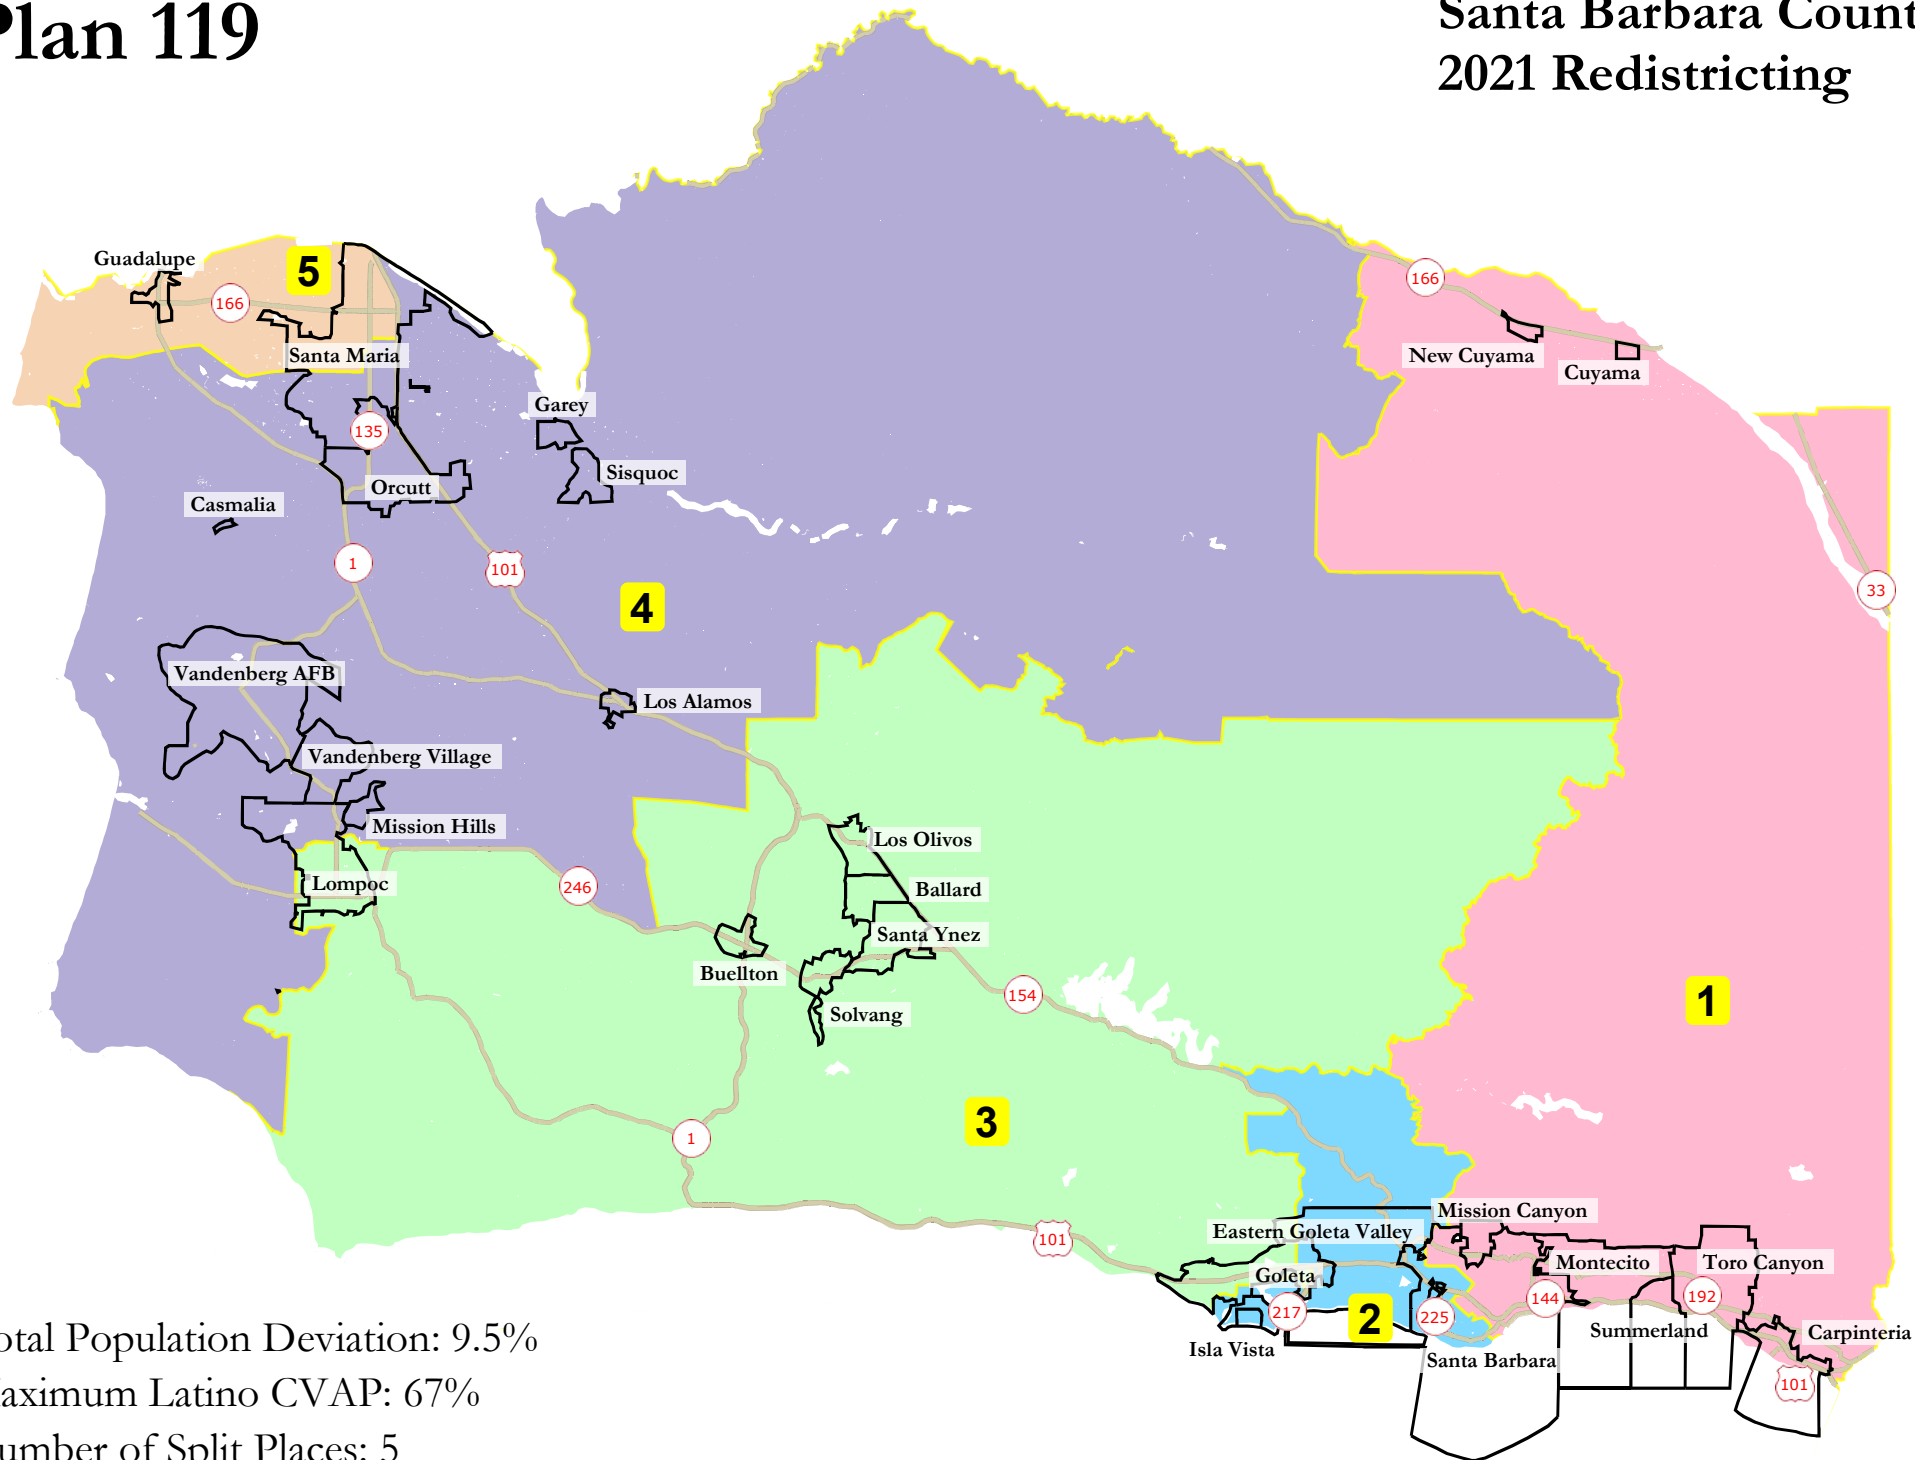 Plan 119
Santa Barbara Count
2021 Redistricting
Guadalupe
5
166
Santa Maria
166
New Cuyama
Cuyama
Garey
135
Sisquoc
Orcutt
Casmalia
1
101
33
4
Vandenberg AFB
Los Alamos
Vandenberg Village
Mission Hills
Los Olivos
Lompoc
246
Ballard
Santa Ynez
Buellton
154
1
Solvang
3
1
Mission Canyon
101
Eastern Goleta Valley
Montecito
Toro Canyon
Goleta
217
2
225
144
192
Summerland
Carpinteria
Isla Vista
Santa Barbara
101
otal Population Deviation: 9.5%
aximum Latino CVAP: 67%
umber of Split Places: 5